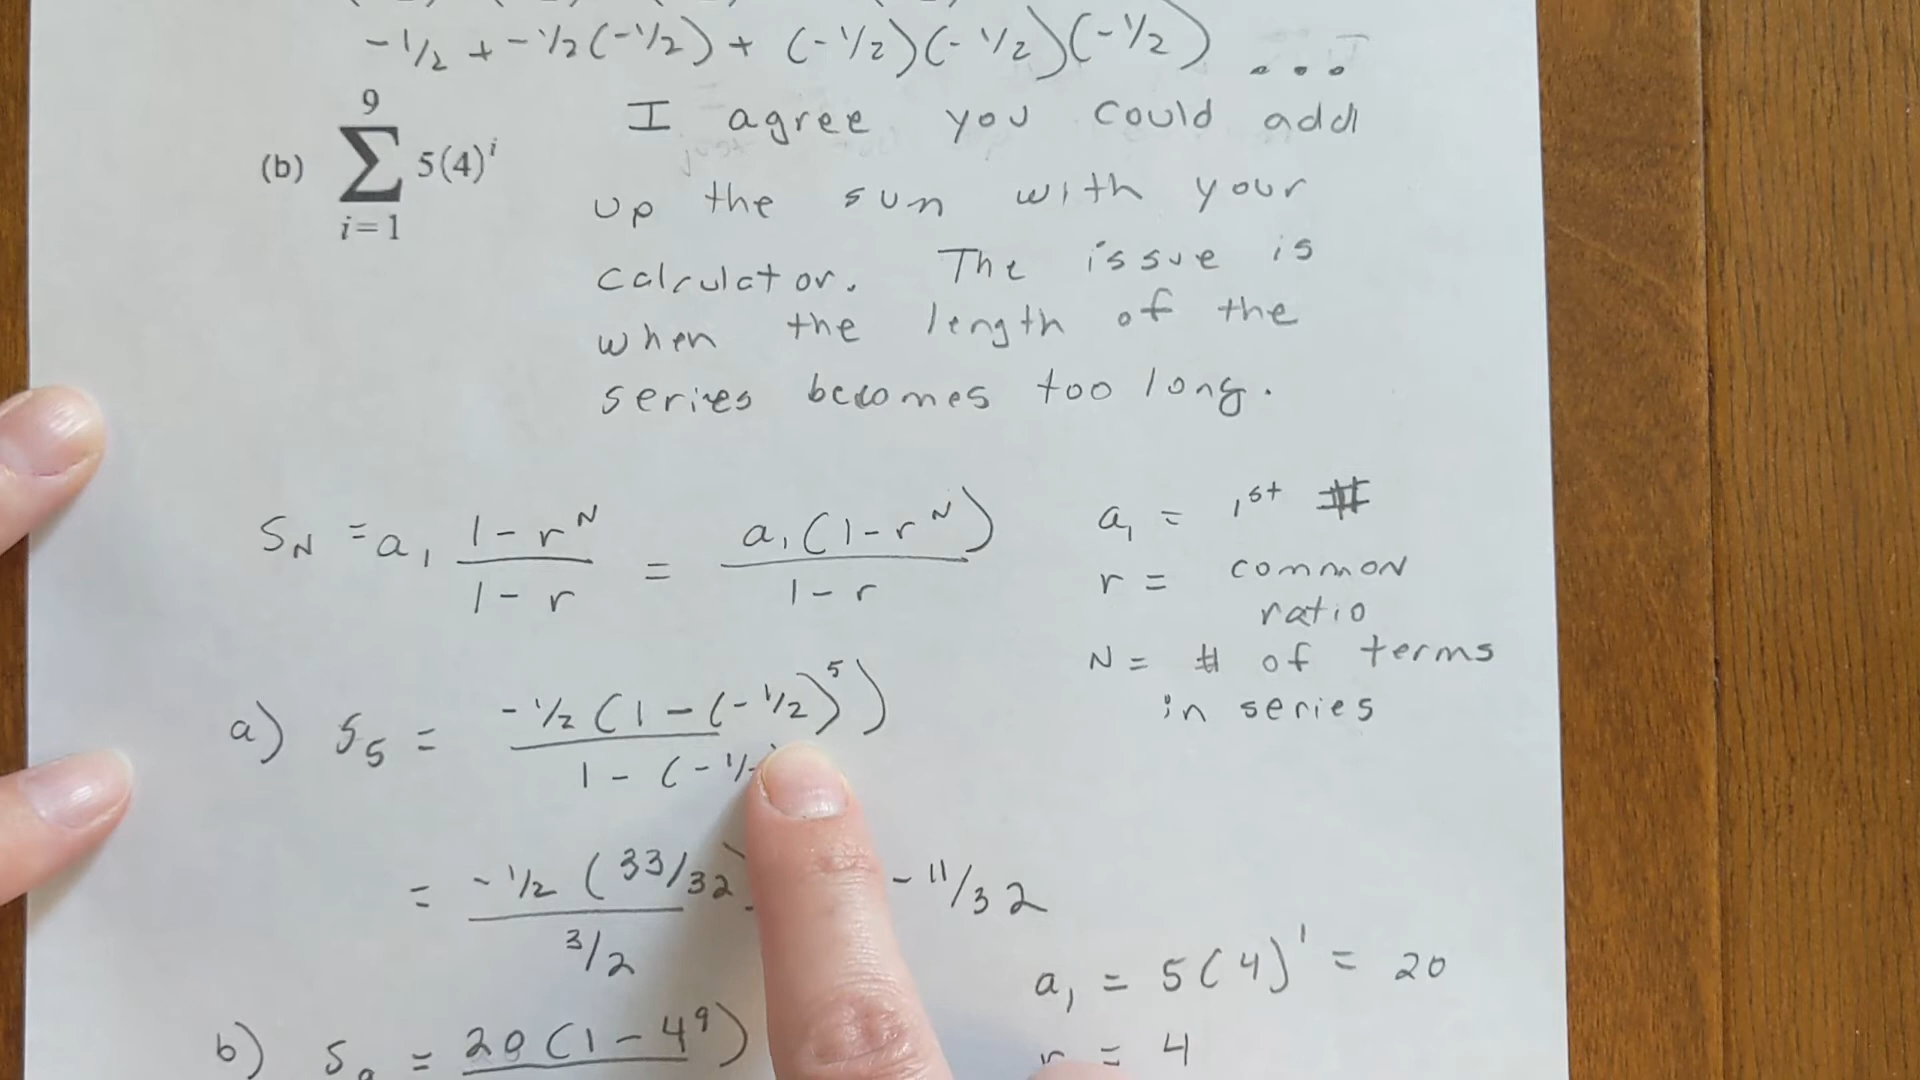 -1/2 + -1/2(-1/2) + (-1/2)(-1/2)(-1/2) ...
(b) 9 ∑ i=1 5(4)^i
I agree you could add
up the sum with your
calculator. The issue is
when the length of the
series becomes too long.
S_N = a_1 (1-r^N)/(1-r) = a_1(1-r^N)/(1-r)
a_1 = 1st #
r = common
ratio
N = # of terms
in series
a) S_5 = -1/2(1-(-1/2)^5)
1-(-1/
= -1/2(33/32)
3/2
-11/32
a_1 = 5(4)^1 = 20
r = 4
b) S_9 = 20(1-4^9)